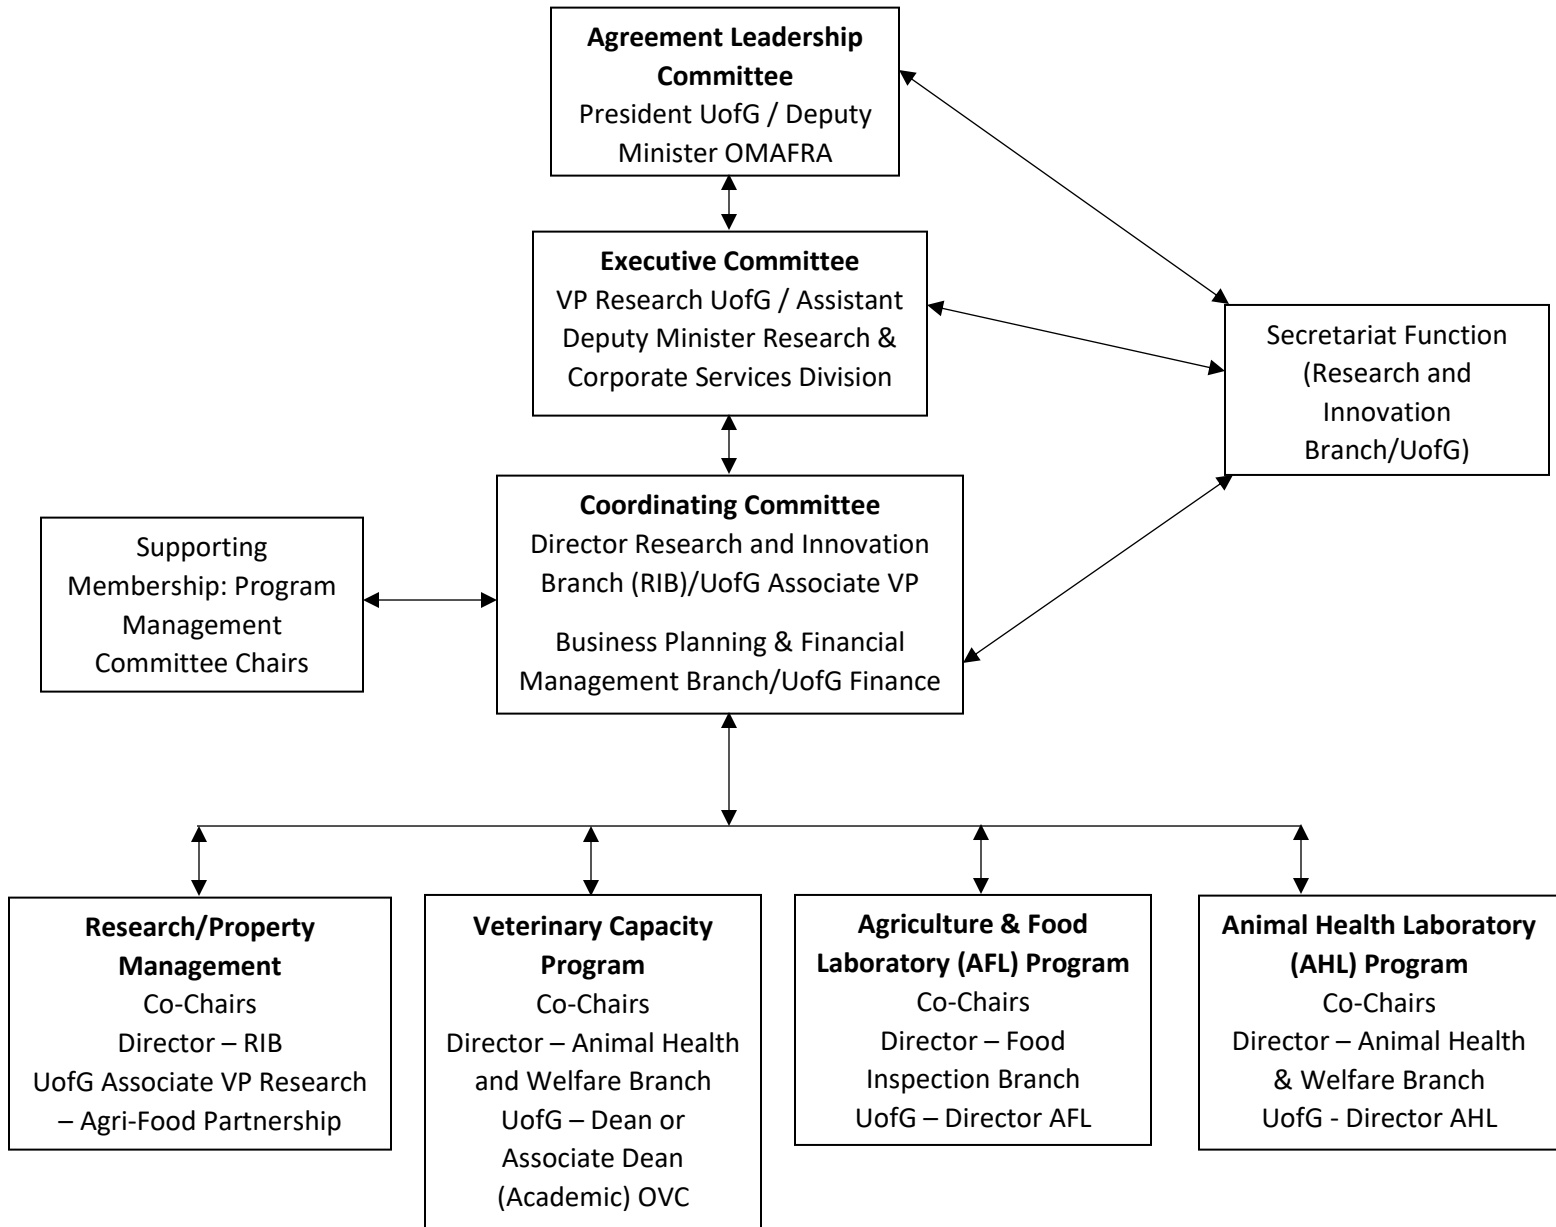 Agreement Leadership
Committee
President UofG / Deputy
Minister OMAFRA
Executive Committee
VP Research UofG / Assistant
Deputy Minister Research &
Corporate Services Division
Secretariat Function
(Research and
Innovation
Branch/UofG)
Coordinating Committee
Director Research and Innovation
Branch (RIB)/UofG Associate VP
Business Planning & Financial
Management Branch/UofG Finance
Supporting
Membership: Program
Management
Committee Chairs
Research/Property
Management
Co-Chairs
Director – RIB
UofG Associate VP Research
– Agri-Food Partnership
Veterinary Capacity
Program
Co-Chairs
Director – Animal Health
and Welfare Branch
UofG – Dean or
Associate Dean
(Academic) OVC
Agriculture & Food
Laboratory (AFL) Program
Co-Chairs
Director – Food
Inspection Branch
UofG – Director AFL
Animal Health Laboratory
(AHL) Program
Co-Chairs
Director – Animal Health
& Welfare Branch
UofG - Director AHL